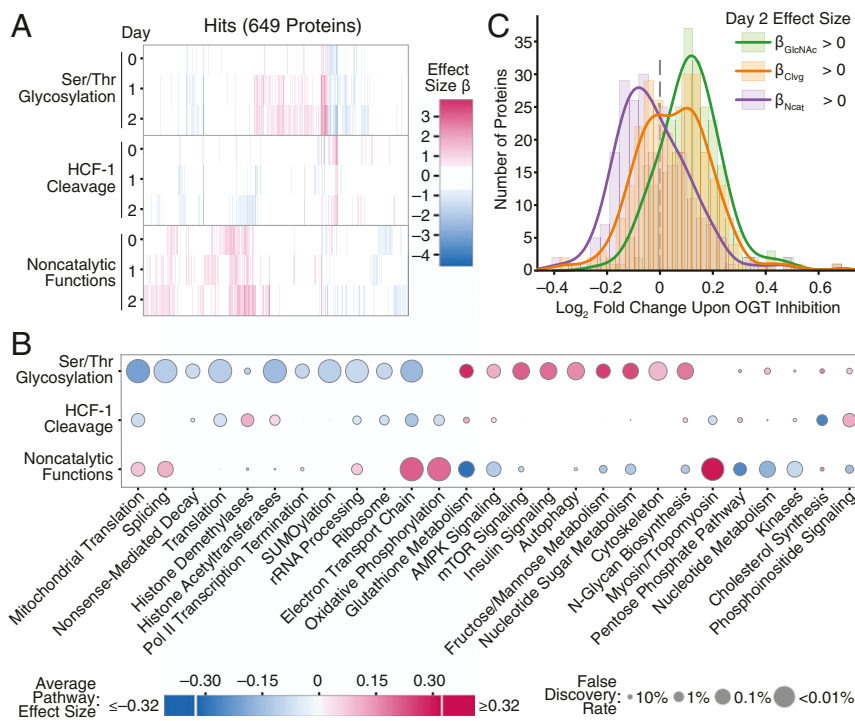 A
Day
Hits (649 Proteins)
Ser/Thr
Glycosylation
0
1
2
HCF-1
Cleavage
0
1
2
Noncatalytic
Functions
0
1
2
Effect
Size β
3
2
1
0
−1
−2
−3
−4
C
Day 2 Effect Size
β GlcNAc > 0
β Clvg > 0
β Ncat > 0
Number of Proteins
35
30
25
20
15
10
5
0
−0.4 −0.2 0 0.2 0.4 0.6
Log2 Fold Change Upon OGT Inhibition
B
Ser/Thr
Glycosylation
HCF-1
Cleavage
Noncatalytic
Functions
Mitochondrial Translation
Splicing
Nonsense-Mediated Decay
Translation
Histone Demethylases
Histone Acetyltransferases
Pol II Transcription Termination
SUMOylation
rRNA Processing
Ribosome
Electron Transport Chain
Oxidative Phosphorylation
Glutathione Metabolism
AMPK Signaling
mTOR Signaling
Insulin Signaling
Autophagy
Fructose/Mannose Metabolism
Nucleotide Sugar Metabolism
Cytoskeleton
N-Glycan Biosynthesis
Myosin/Tropomyosin
Pentose Phosphate Pathway
Nucleotide Metabolism
Kinases
Cholesterol Synthesis
Phosphoinositide Signaling
Average
Pathway
Effect Size:
≤−0.32
−0.30 −0.15 0 0.15 0.30
≥0.32
False
Discovery
Rate
10% 1% 0.1% <0.01%